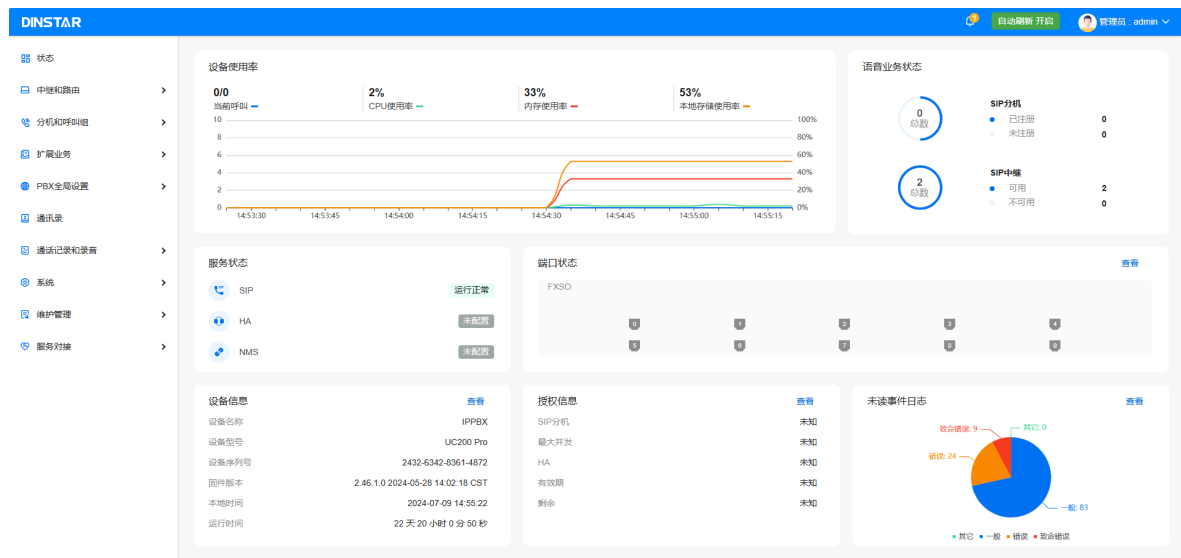 DINSTAR
1
自动刷新 开启
管理员 : admin
状态
中继和路由
分机和呼叫组
扩展业务
PBX全局设置
通讯录
通话记录和录音
系统
维护管理
服务对接
设备使用率
0/0
当前呼叫
2%
CPU使用率
33%
内存使用率
53%
本地存储使用率
10
8
6
4
2
0
100%
80%
60%
40%
20%
0%
14:53:30
14:53:45
14:54:00
14:54:15
14:54:30
14:54:45
14:55:00
14:55:15
语音业务状态
0
总数
SIP分机
已注册 0
未注册 0
2
总数
SIP中继
可用 2
不可用 0
服务状态
SIP 运行正常
HA 未配置
NMS 未配置
端口状态 查看
FXSO
0 1 2 3 4
5 6 7 8 9
设备信息 查看
设备名称 IPPBX
设备型号 UC200 Pro
设备序列号 2432-6342-8361-4872
固件版本 2.46.1.0 2024-05-28 14:02:18 CST
本地时间 2024-07-09 14:55:22
运行时间 22 天 20 小时 0 分 50 秒
授权信息 查看
SIP分机 未知
最大并发 未知
HA 未知
有效期 未知
剩余 未知
未读事件日志 查看
致命错误: 9
其它: 0
错误: 24
一般: 83
其它 一般 错误 致命错误